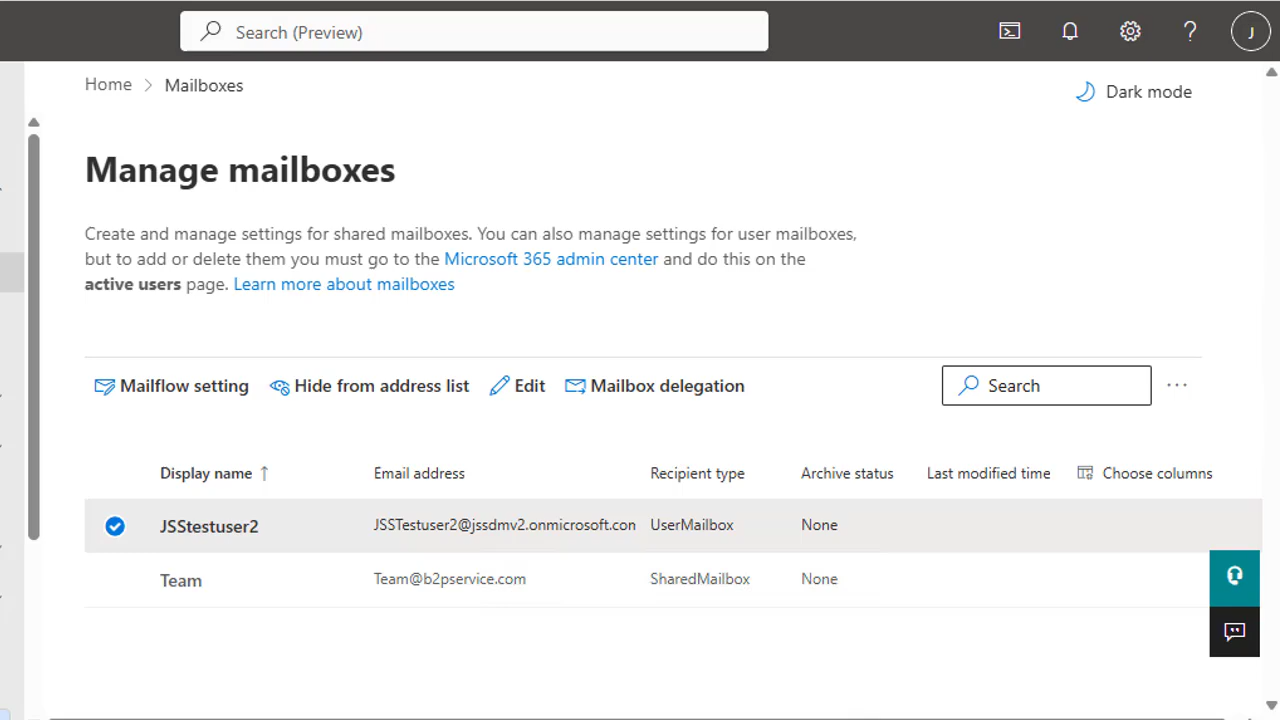 Search (Preview)
J
Home > Mailboxes
Dark mode
Manage mailboxes
Create and manage settings for shared mailboxes. You can also manage settings for user mailboxes,
but to add or delete them you must go to the Microsoft 365 admin center and do this on the
active users page. Learn more about mailboxes
Mailflow setting Hide from address list Edit Mailbox delegation Search ...
Display name ↑ Email address Recipient type Archive status Last modified time Choose columns
JSStestuser2 JSSTestuser2@jssdmv2.onmicrosoft.con UserMailbox None
Team Team@b2pservice.com SharedMailbox None